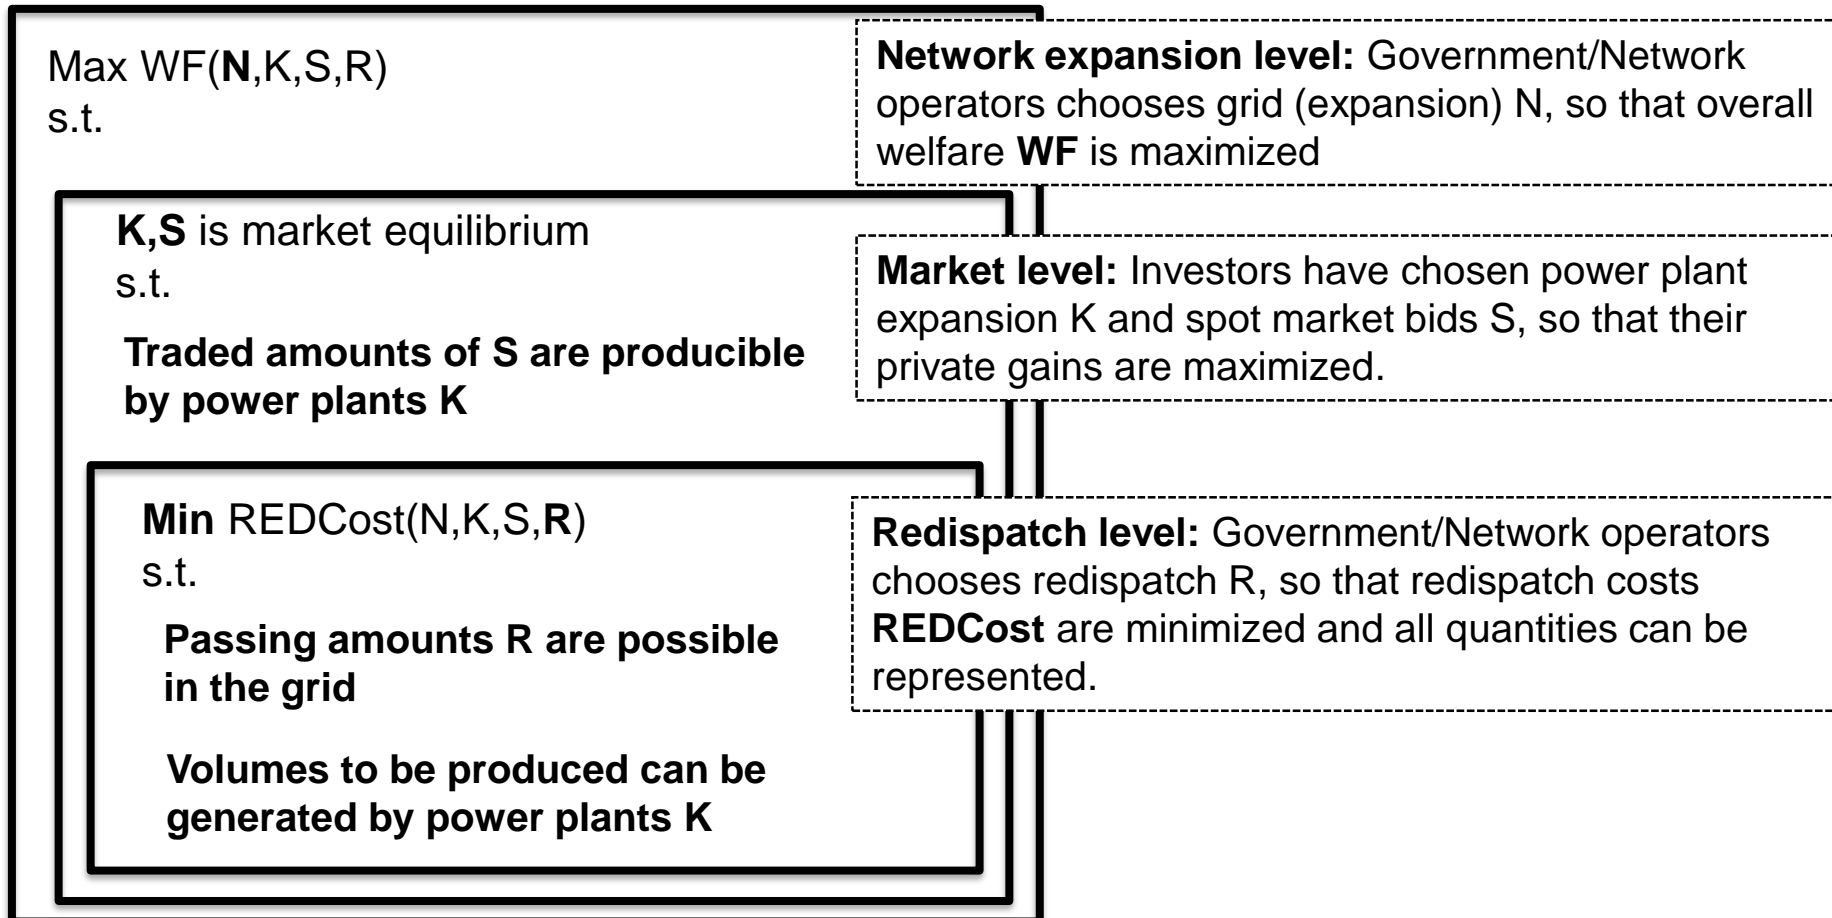 Max WF(N,K,S,R)
s.t.
Network expansion level: Government/Network
operators chooses grid (expansion) N, so that overall
welfare WF is maximized
K,S is market equilibrium
s.t.
Traded amounts of S are producible
by power plants K
Market level: Investors have chosen power plant
expansion K and spot market bids S, so that their
private gains are maximized.
Min REDCost(N,K,S,R)
s.t.
Passing amounts R are possible
in the grid
Volumes to be produced can be
generated by power plants K
Redispatch level: Government/Network operators
chooses redispatch R, so that redispatch costs
REDCost are minimized and all quantities can be
represented.